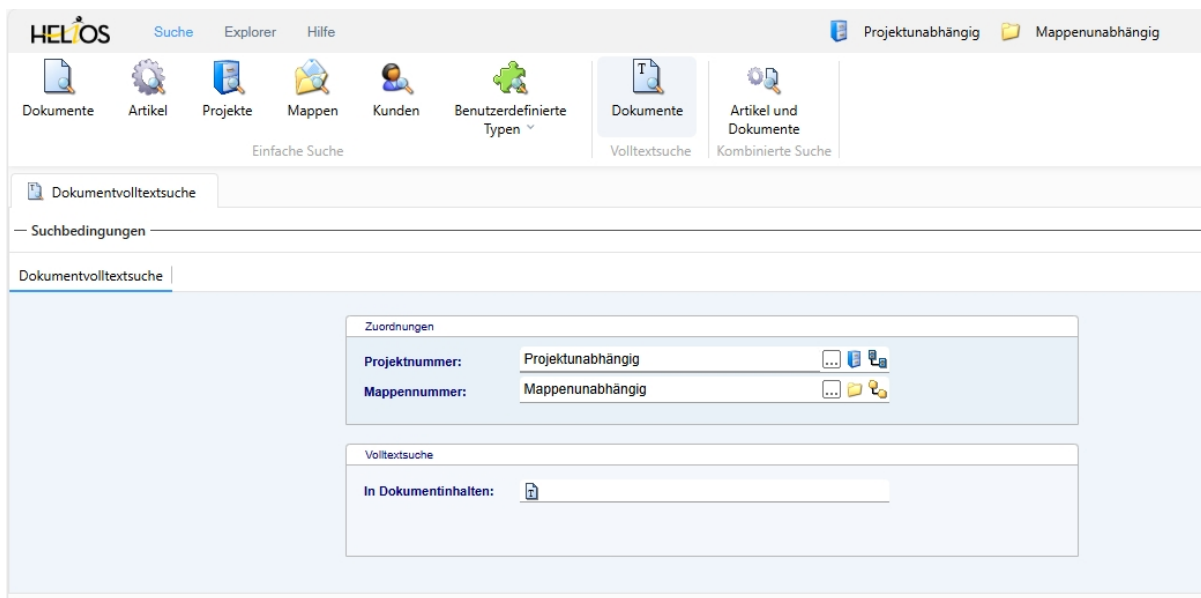 HELiOS Suche Explorer Hilfe Projektunabhängig Mappenunabhängig
Dokumente Artikel Projekte Mappen Kunden Benutzerdefinierte Typen Dokumente Artikel und Dokumente
Einfache Suche Volltextsuche Kombinierte Suche
Dokumentvolltextsuche
Suchbedingungen
Dokumentvolltextsuche
Zuordnungen
Projektnummer: Projektunabhängig ...
Mappennummer: Mappenunabhängig ...
Volltextsuche
In Dokumentinhalten: